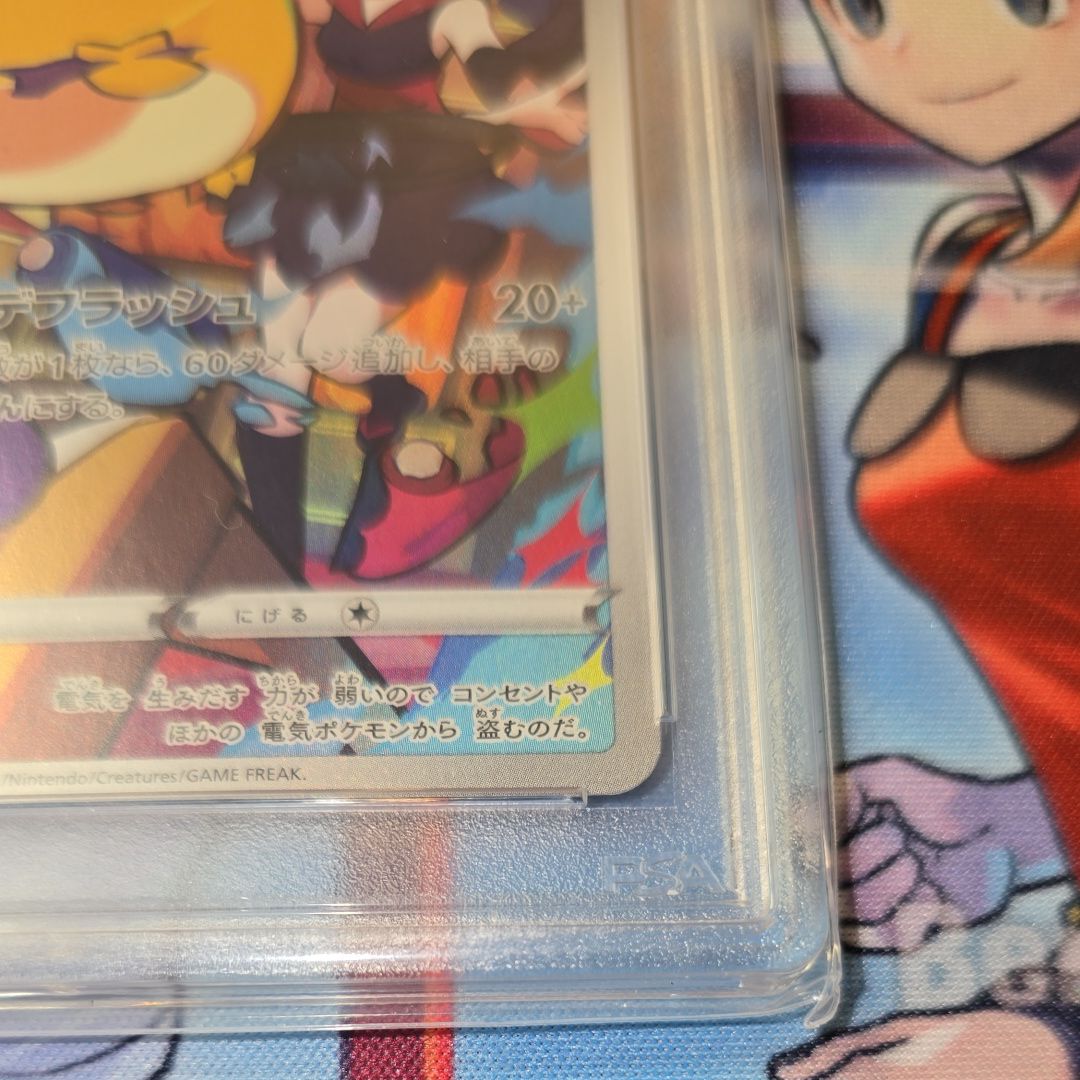 デフラッシュ 20+
が1枚なら、60ダメージ追加し、相手の
んにする。
にげる
電気を 生みだす 力が 弱いので コンセントや
ほかの 電気ポケモンから 盗むのだ。
/Nintendo/Creatures/GAME FREAK.
PSA